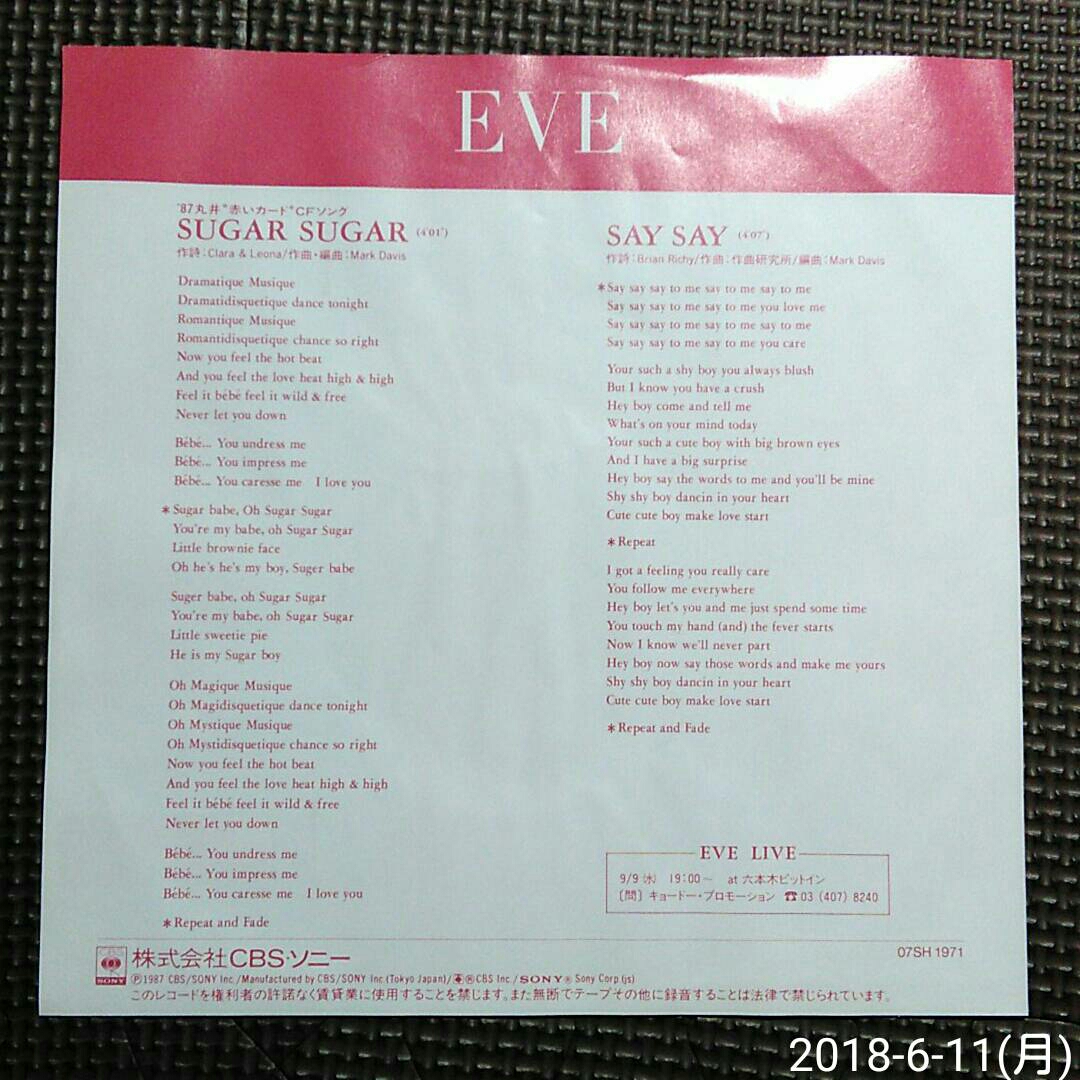 EVE
'87丸井“赤いカード”CFソング
SUGAR SUGAR (4'01")
作詩：Clara & Leona/作曲・編曲：Mark Davis
Dramatique Musique
Dramatidisquetique dance tonight
Romantique Musique
Romantidisquetique chance so right
Now you feel the hot beat
And you feel the love beat high & high
Feel it bébé feel it wild & free
Never let you down
Bébé... You undress me
Bébé... You impress me
Bébé... You caresse me I love you
*Sugar babe, Oh Sugar Sugar
You're my babe, oh Sugar Sugar
Little brownie face
Oh he's he's my boy, Suger babe
Suger babe, oh Sugar Sugar
You're my babe, oh Sugar Sugar
Little sweetie pie
He is my Sugar boy
Oh Magique Musique
Oh Magidisquetique dance tonight
Oh Mystique Musique
Oh Mystidisquetique chance so right
Now you feel the hot beat
And you feel the love beat high & high
Feel it bébé feel it wild & free
Never let you down
Bébé... You undress me
Bébé... You impress me
Bébé... You caresse me I love you
*Repeat and Fade
SAY SAY (4'07")
作詩：Brian Richy/作曲：作曲研究所/編曲：Mark Davis
*Say say say to me say to me say to me
Say say say to me say to me you love me
Say say say to me say to me say to me
Say say say to me say to me you care
Your such a shy boy you always blush
But I know you have a crush
Hey boy come and tell me
What's on your mind today
Your such a cute boy with big brown eyes
And I have a big surprise
Hey boy say the words to me and you'll be mine
Shy shy boy dancin in your heart
Cute cute boy make love start
*Repeat
I got a feeling you really care
You follow me everywhere
Hey boy let's you and me just spend some time
You touch my hand (and) the fever starts
Now I know we'll never part
Hey boy now say those words and make me yours
Shy shy boy dancin in your heart
Cute cute boy make love start
*Repeat and Fade
EVE LIVE
9/9(水) 19:00～ at 六本木ピットイン
〔問〕キョードー・プロモーション ☎03 (407) 8240
SONY 株式会社CBS・ソニー
07SH 1971
Ⓟ1987 CBS/SONY Inc./Manufactured by CBS/SONY Inc.(Tokyo Japan)/®CBS Inc./SONY® Sony Corp.(js)
このレコードを権利者の許諾なく賃貸業に使用することを禁じます。また無断でテープその他に録音することは法律で禁じられています。
2018-6-11(月)